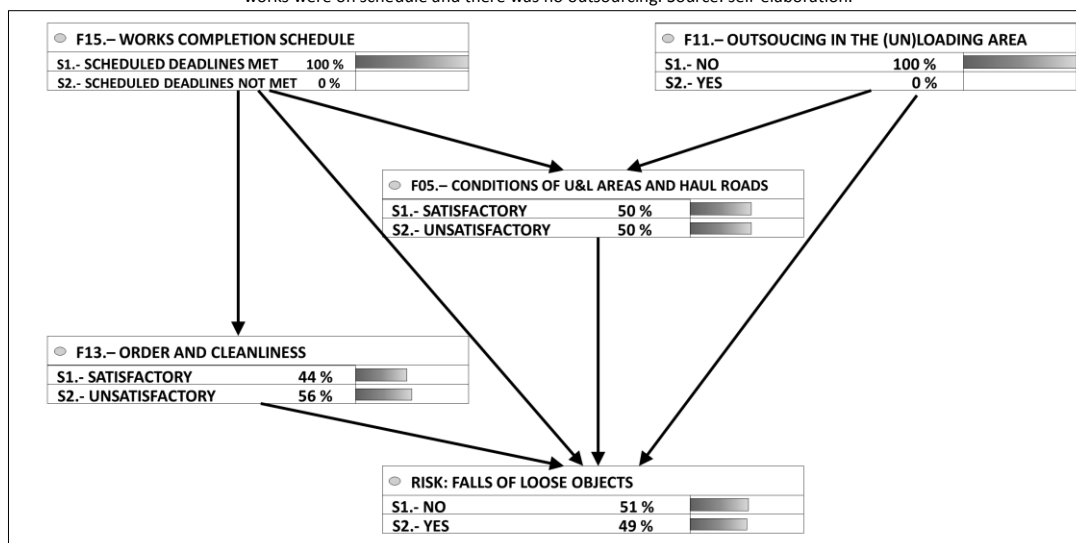 works were on schedule and there was no outsourcing. Source: self-elaboration.
F15.– WORKS COMPLETION SCHEDULE
S1.- SCHEDULED DEADLINES MET 100 %
S2.- SCHEDULED DEADLINES NOT MET 0 %
F11.– OUTSOUCING IN THE (UN)LOADING AREA
S1.- NO 100 %
S2.- YES 0 %
F05.– CONDITIONS OF U&L AREAS AND HAUL ROADS
S1.- SATISFACTORY 50 %
S2.- UNSATISFACTORY 50 %
F13.– ORDER AND CLEANLINESS
S1.- SATISFACTORY 44 %
S2.- UNSATISFACTORY 56 %
RISK: FALLS OF LOOSE OBJECTS
S1.- NO 51 %
S2.- YES 49 %